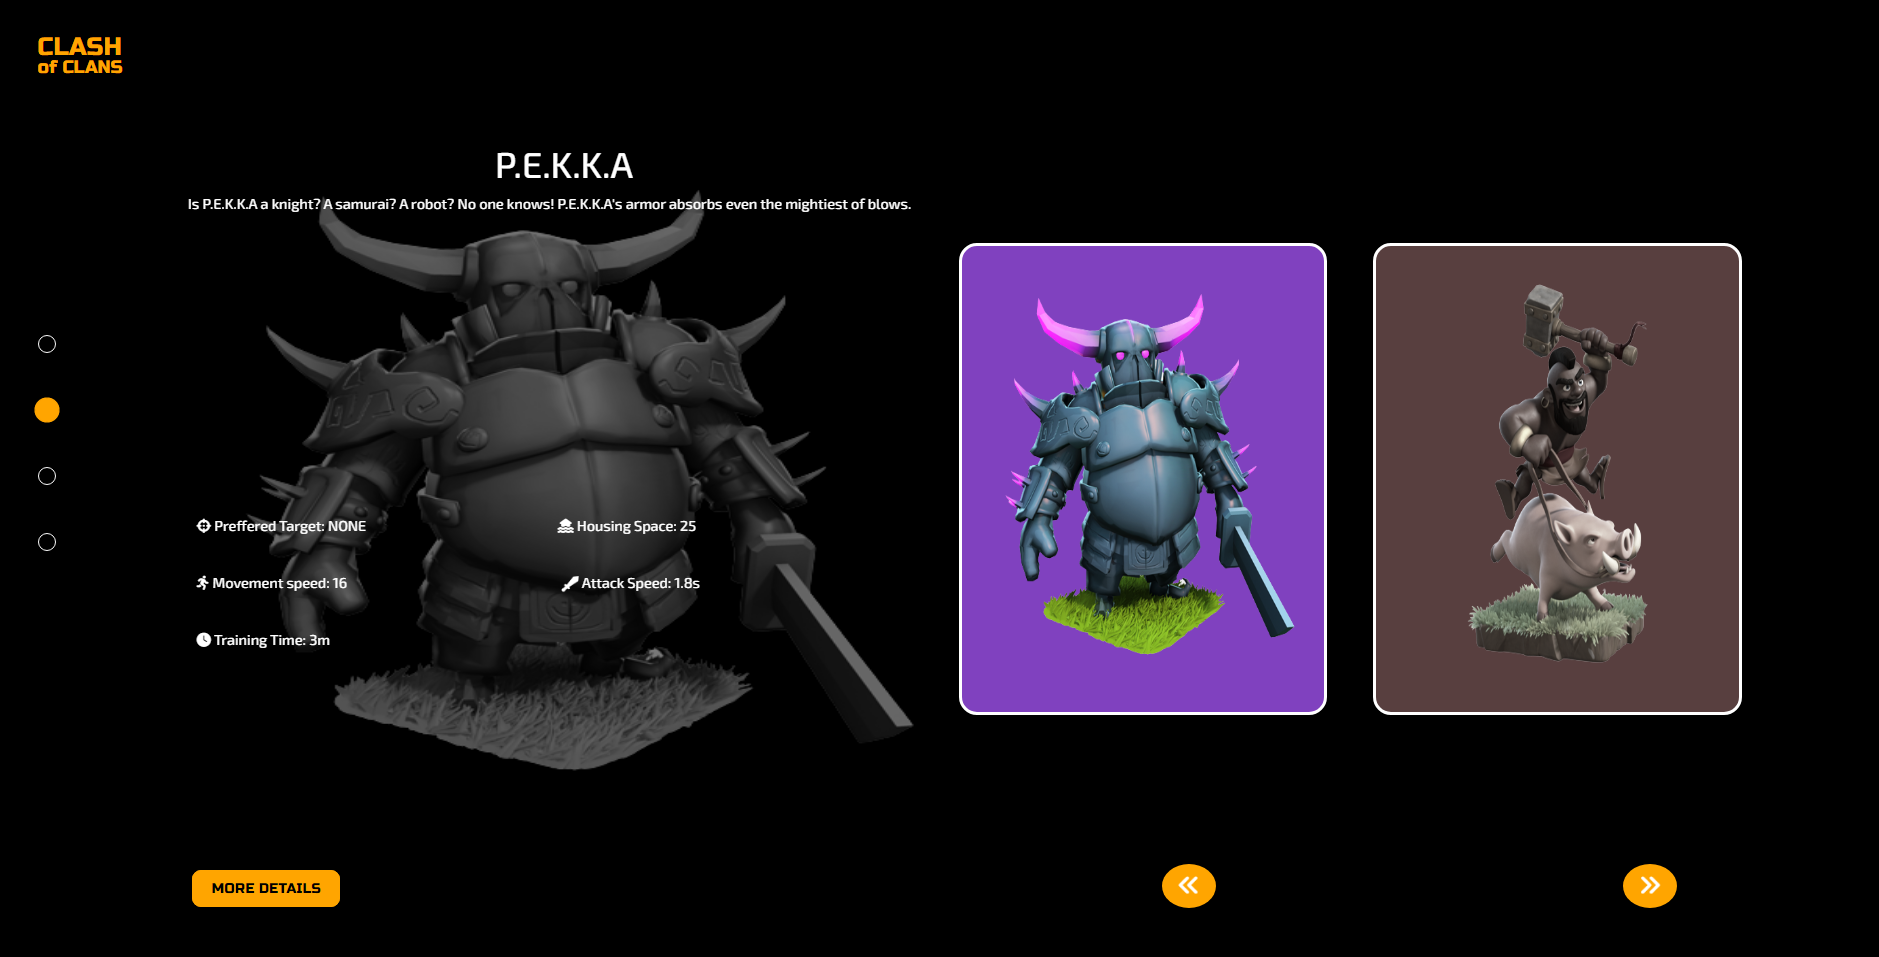 CLASH
of CLANS
P.E.K.K.A
Is P.E.K.K.A a knight? A samurai? A robot? No one knows! P.E.K.K.A's armor absorbs even the mightiest of blows.
Preffered Target: NONE
Housing Space: 25
Movement speed: 16
Attack Speed: 1.8s
Training Time: 3m
MORE DETAILS